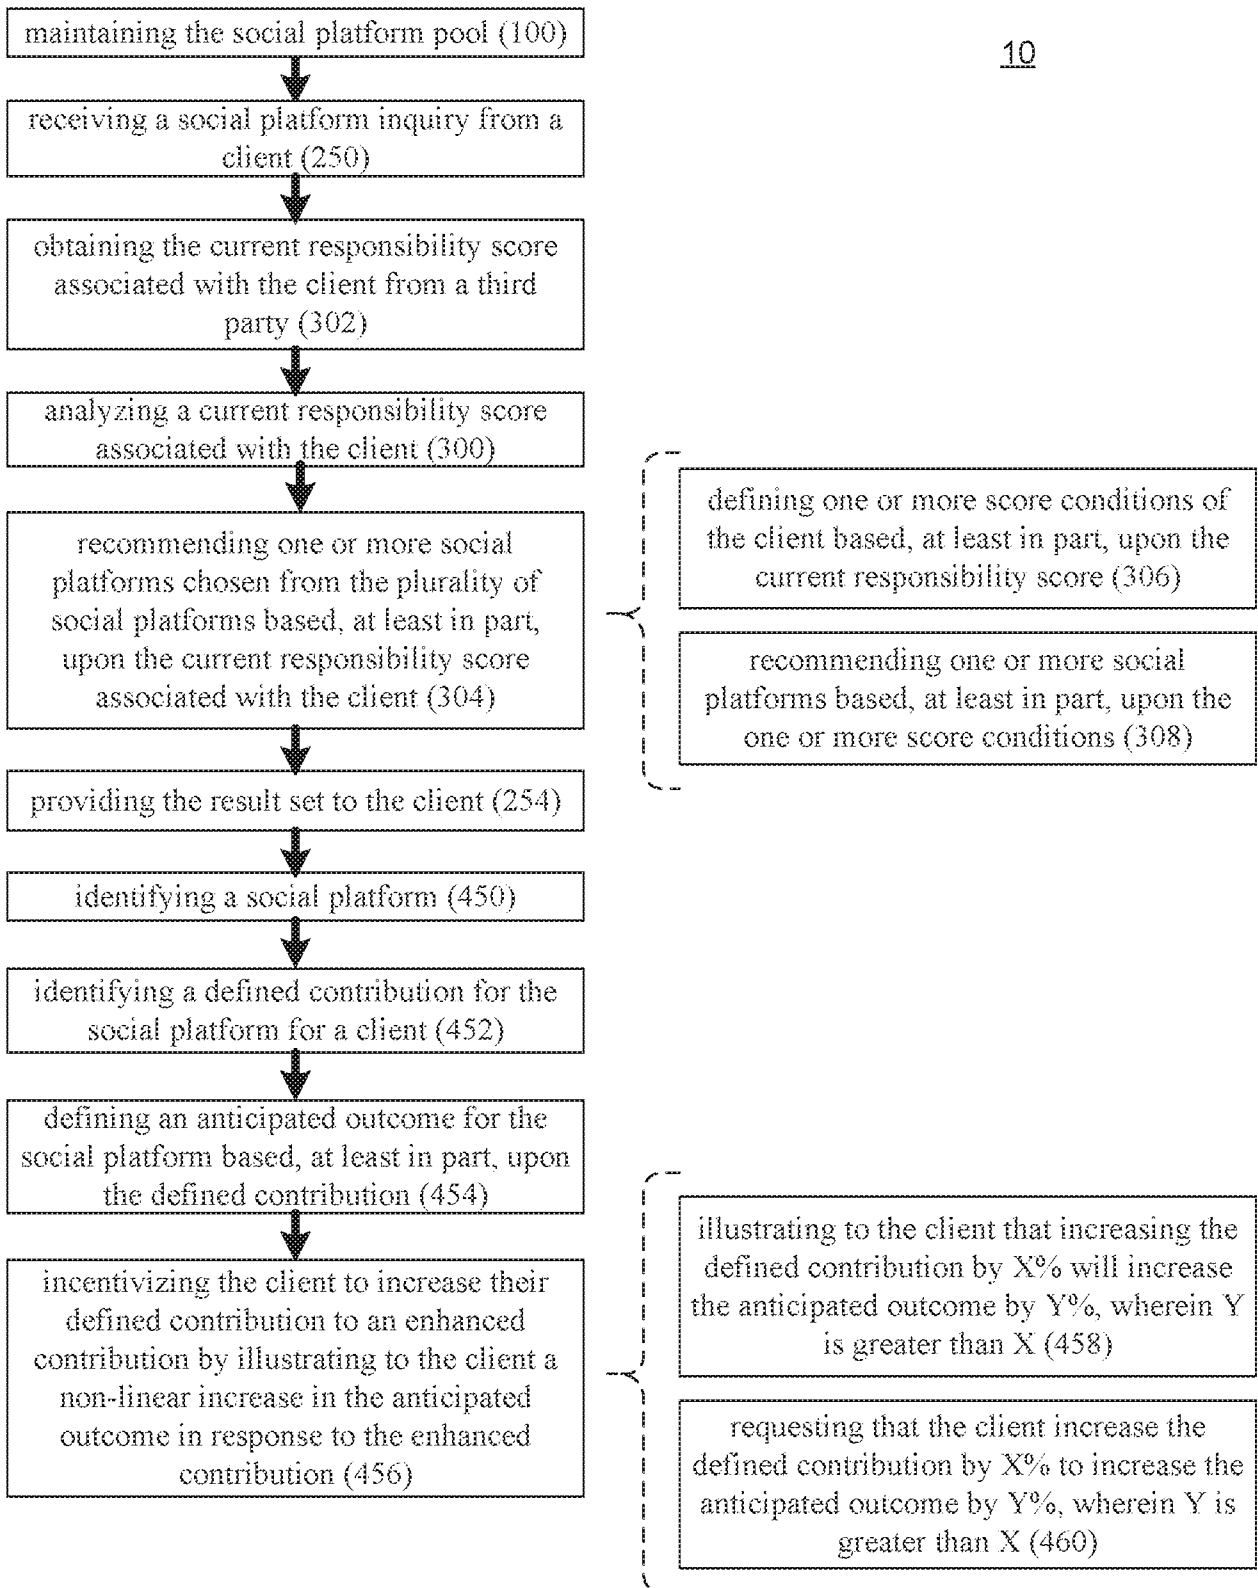 10
maintaining the social platform pool (100)
receiving a social platform inquiry from a
client (250)
obtaining the current responsibility score
associated with the client from a third
party (302)
analyzing a current responsibility score
associated with the client (300)
recommending one or more social
platforms chosen from the plurality of
social platforms based, at least in part,
upon the current responsibility score
associated with the client (304)
defining one or more score conditions of
the client based, at least in part, upon the
current responsibility score (306)
recommending one or more social
platforms based, at least in part, upon the
one or more score conditions (308)
providing the result set to the client (254)
identifying a social platform (450)
identifying a defined contribution for the
social platform for a client (452)
defining an anticipated outcome for the
social platform based, at least in part, upon
the defined contribution (454)
incentivizing the client to increase their
defined contribution to an enhanced
contribution by illustrating to the client a
non-linear increase in the anticipated
outcome in response to the enhanced
contribution (456)
illustrating to the client that increasing the
defined contribution by X% will increase
the anticipated outcome by Y%, wherein Y
is greater than X (458)
requesting that the client increase the
defined contribution by X% to increase the
anticipated outcome by Y%, wherein Y is
greater than X (460)